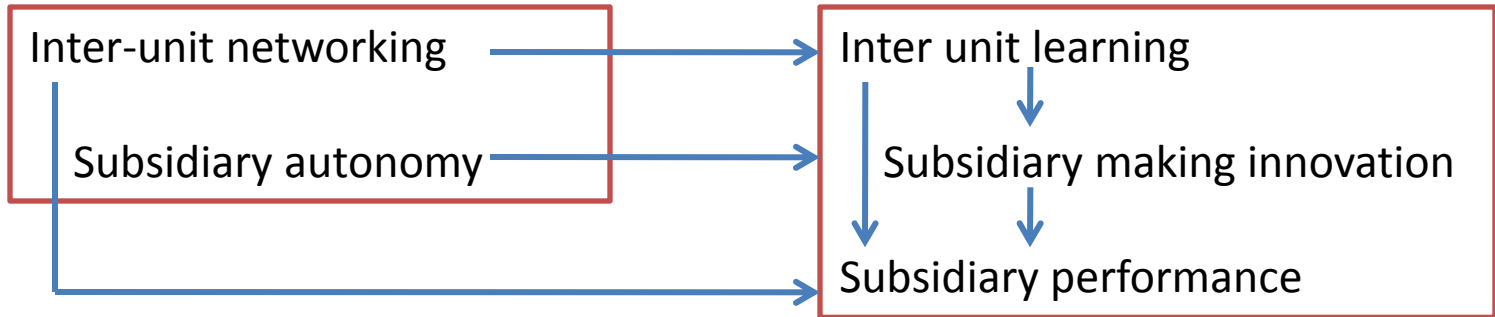 Inter-unit networking
Inter unit learning
Subsidiary autonomy
Subsidiary making innovation
Subsidiary performance